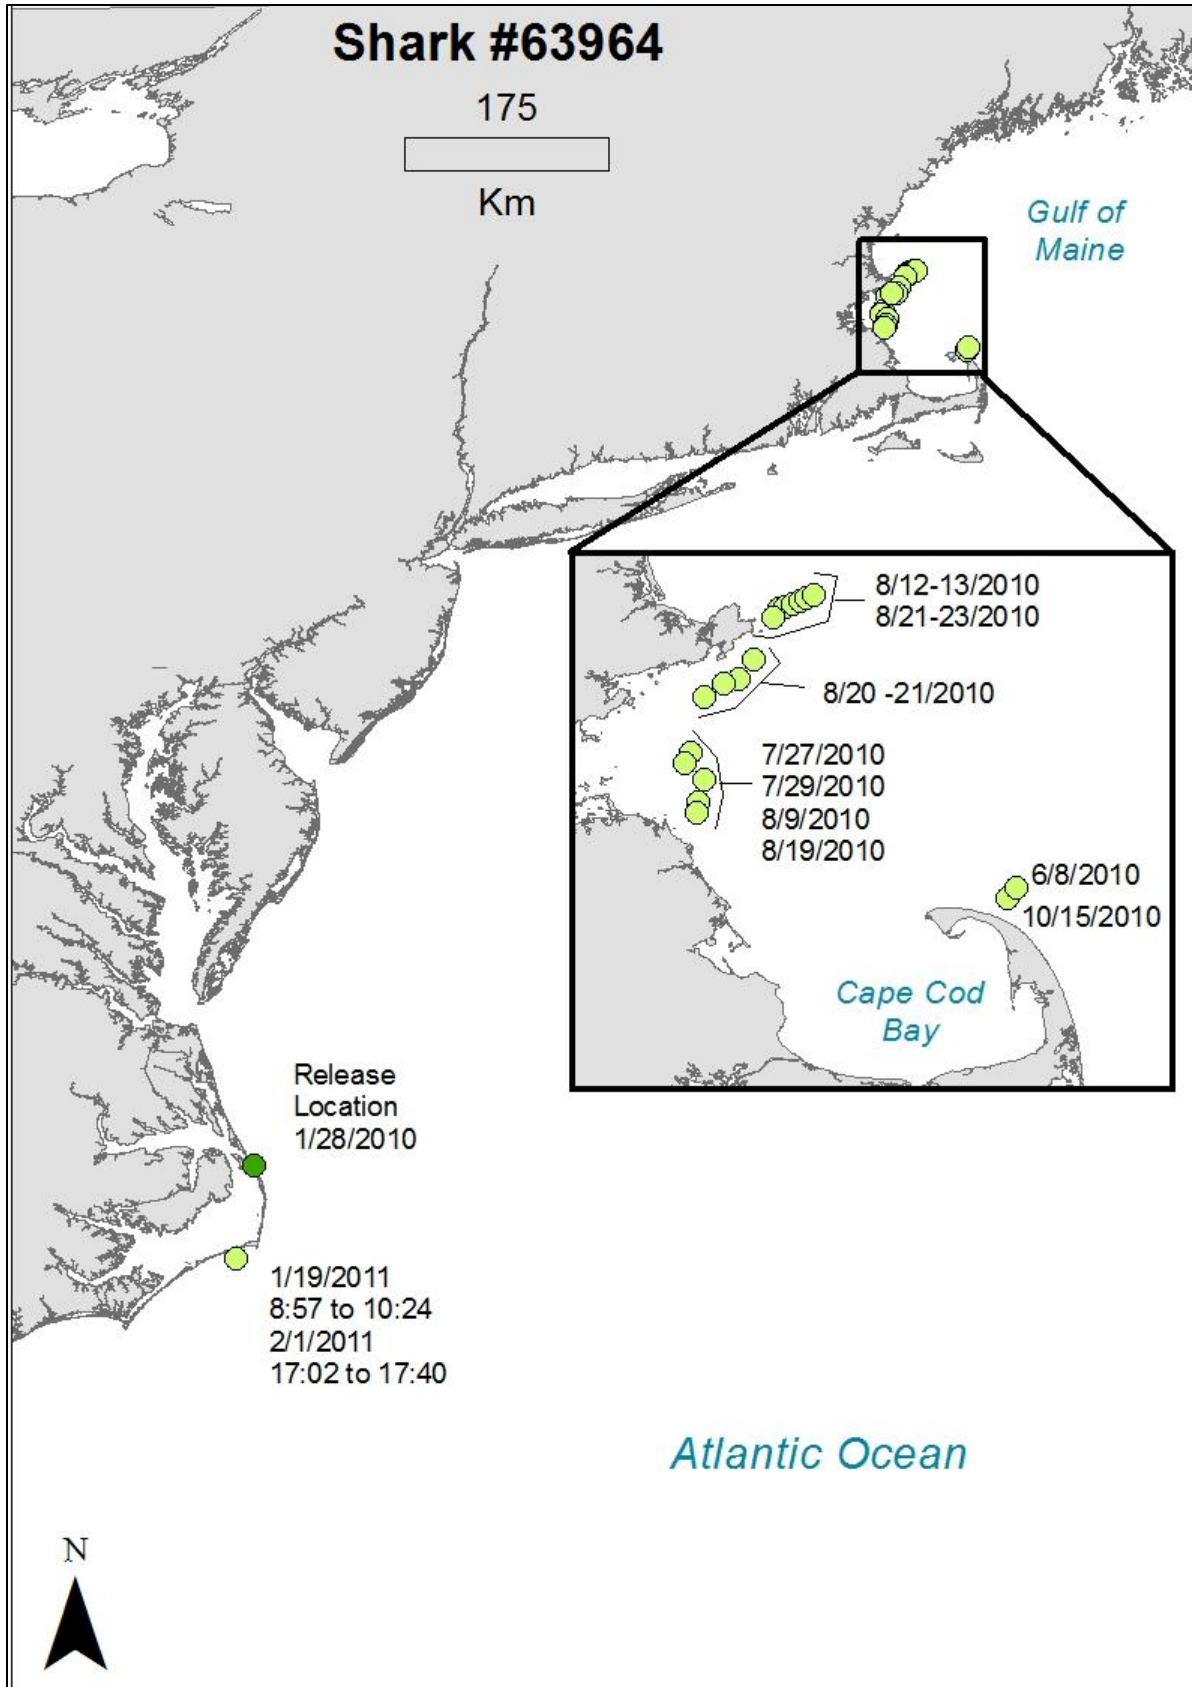 Shark #63964
175
Km
Gulf of
Maine
8/12-13/2010
8/21-23/2010
8/20 -21/2010
7/27/2010
7/29/2010
8/9/2010
8/19/2010
6/8/2010
10/15/2010
Cape Cod
Bay
Release
Location
1/28/2010
1/19/2011
8:57 to 10:24
2/1/2011
17:02 to 17:40
Atlantic Ocean
N